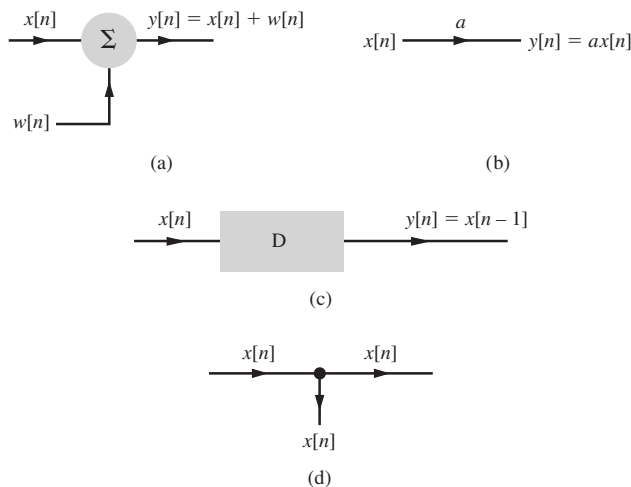 x[n]
Σ
y[n] = x[n] + w[n]
w[n]
(a)
x[n]
a
y[n] = ax[n]
(b)
x[n]
D
y[n] = x[n – 1]
(c)
x[n]
x[n]
x[n]
(d)